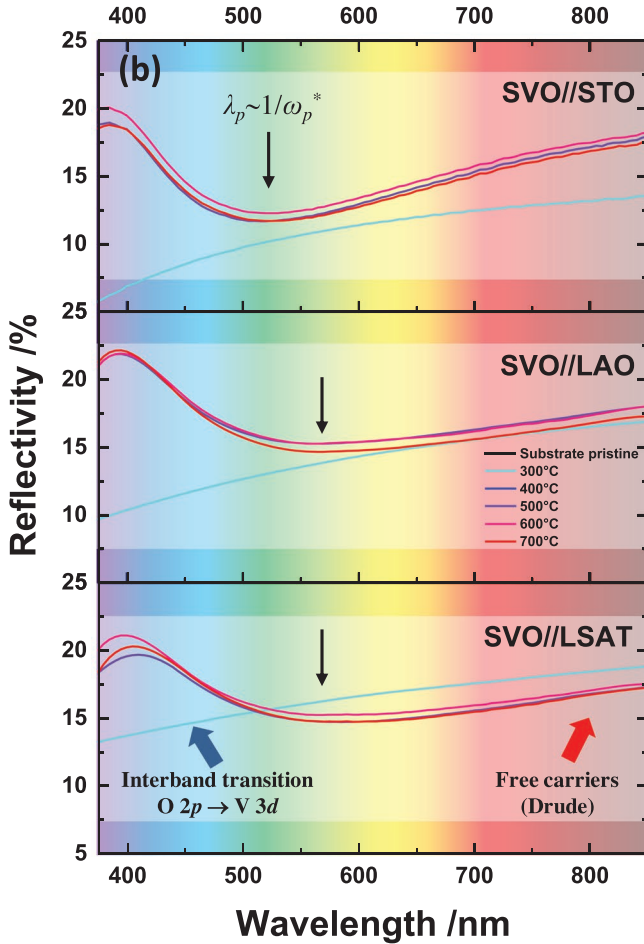 400 500 600 700 800
25
(b)
SVO//STO
λp~1/ωp*
20
15
10
25
SVO//LAO
20
15
Substrate pristine
300°C
400°C
500°C
600°C
700°C
10
25
SVO//LSAT
20
15
Interband transition
O 2p → V 3d
Free carriers
(Drude)
10
5
400 500 600 700 800
Reflectivity /%
Wavelength /nm